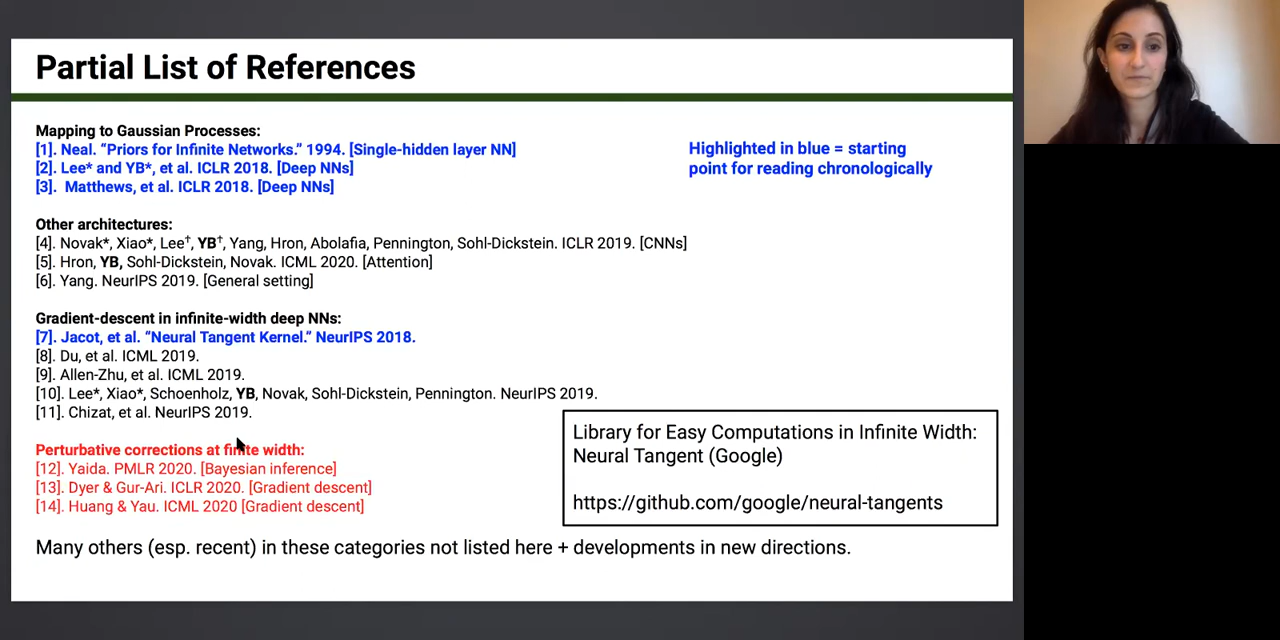 Partial List of References
Mapping to Gaussian Processes:
[1]. Neal. “Priors for Infinite Networks.” 1994. [Single-hidden layer NN]
[2]. Lee* and YB*, et al. ICLR 2018. [Deep NNs]
[3]. Matthews, et al. ICLR 2018. [Deep NNs]
Highlighted in blue = starting
point for reading chronologically
Other architectures:
[4]. Novak*, Xiao*, Lee†, YB†, Yang, Hron, Abolafia, Pennington, Sohl-Dickstein. ICLR 2019. [CNNs]
[5]. Hron, YB, Sohl-Dickstein, Novak. ICML 2020. [Attention]
[6]. Yang. NeurIPS 2019. [General setting]
Gradient-descent in infinite-width deep NNs:
[7]. Jacot, et al. “Neural Tangent Kernel.” NeurIPS 2018.
[8]. Du, et al. ICML 2019.
[9]. Allen-Zhu, et al. ICML 2019.
[10]. Lee*, Xiao*, Schoenholz, YB, Novak, Sohl-Dickstein, Pennington. NeurIPS 2019.
[11]. Chizat, et al. NeurIPS 2019.
Perturbative corrections at finite width:
[12]. Yaida. PMLR 2020. [Bayesian inference]
[13]. Dyer & Gur-Ari. ICLR 2020. [Gradient descent]
[14]. Huang & Yau. ICML 2020 [Gradient descent]
Library for Easy Computations in Infinite Width:
Neural Tangent (Google)
https://github.com/google/neural-tangents
Many others (esp. recent) in these categories not listed here + developments in new directions.